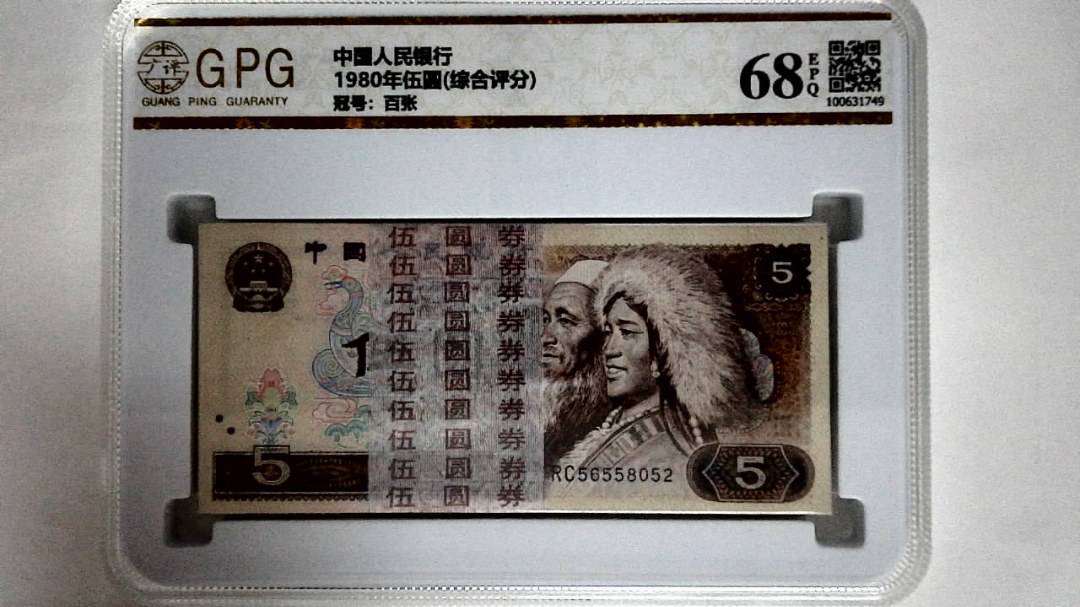 广评
GPG
GUANG PING GUARANTY
中国人民银行
1980年伍圆(综合评分)
冠号：百张
68
EPQ
100631749
中国
伍圆券
伍圆券
伍圆券
伍圆券
伍圆券
伍圆券
伍圆券
伍圆券
伍圆券
伍圆券
5
5
RC56558052
5